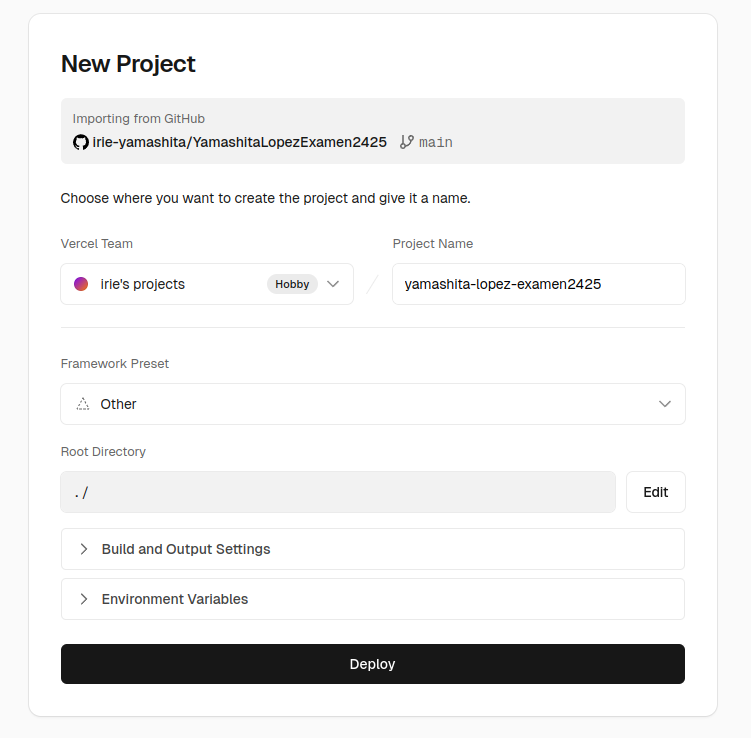 New Project
Importing from GitHub
irie-yamashita/YamashitaLopezExamen2425 main
Choose where you want to create the project and give it a name.
Vercel Team
Project Name
irie's projects Hobby / yamashita-lopez-examen2425
Framework Preset
Other
Root Directory
./ Edit
Build and Output Settings
Environment Variables
Deploy